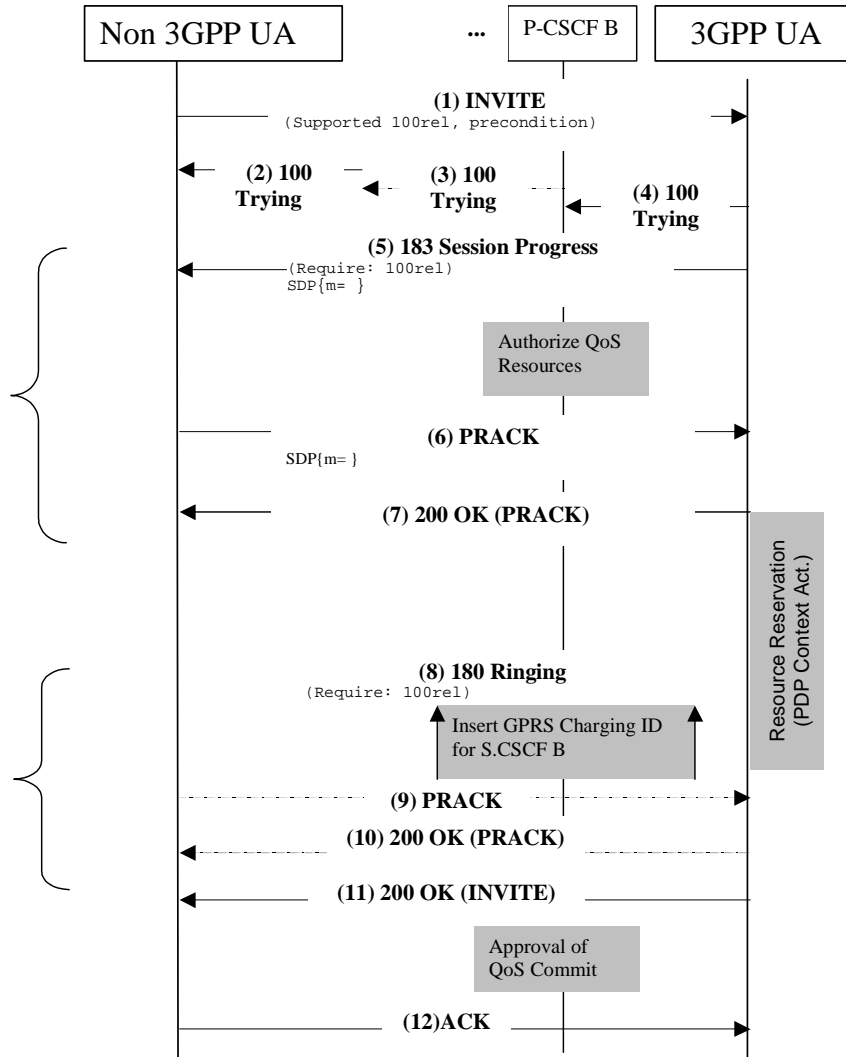 Non 3GPP UA
...
P-CSCF B
3GPP UA
(1) INVITE
(Supported 100rel, precondition)
(2) 100
Trying
(3) 100
Trying
(4) 100
Trying
(5) 183 Session Progress
(Require: 100rel)
SDP{m= }
Authorize QoS
Resources
(6) PRACK
SDP{m= }
(7) 200 OK (PRACK)
Resource Reservation
(PDP Context Act.)
(8) 180 Ringing
(Require: 100rel)
Insert GPRS Charging ID
for S.CSCF B
(9) PRACK
(10) 200 OK (PRACK)
(11) 200 OK (INVITE)
Approval of
QoS Commit
(12)ACK